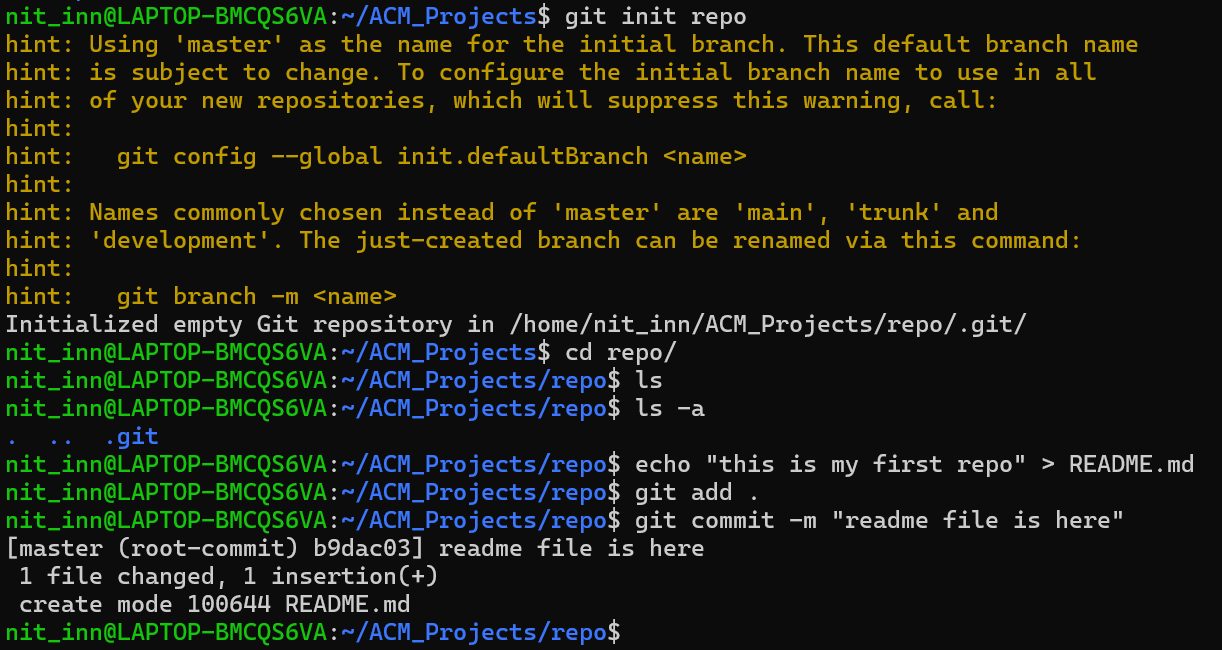 nit_inn@LAPTOP-BMCQS6VA:~/ACM_Projects$ git init repo
hint: Using 'master' as the name for the initial branch. This default branch name
hint: is subject to change. To configure the initial branch name to use in all
hint: of your new repositories, which will suppress this warning, call:
hint:
hint:   git config --global init.defaultBranch <name>
hint:
hint: Names commonly chosen instead of 'master' are 'main', 'trunk' and
hint: 'development'. The just-created branch can be renamed via this command:
hint:
hint:   git branch -m <name>
Initialized empty Git repository in /home/nit_inn/ACM_Projects/repo/.git/
nit_inn@LAPTOP-BMCQS6VA:~/ACM_Projects$ cd repo/
nit_inn@LAPTOP-BMCQS6VA:~/ACM_Projects/repo$ ls
nit_inn@LAPTOP-BMCQS6VA:~/ACM_Projects/repo$ ls -a
.  ..  .git
nit_inn@LAPTOP-BMCQS6VA:~/ACM_Projects/repo$ echo "this is my first repo" > README.md
nit_inn@LAPTOP-BMCQS6VA:~/ACM_Projects/repo$ git add .
nit_inn@LAPTOP-BMCQS6VA:~/ACM_Projects/repo$ git commit -m "readme file is here"
[master (root-commit) b9dac03] readme file is here
 1 file changed, 1 insertion(+)
 create mode 100644 README.md
nit_inn@LAPTOP-BMCQS6VA:~/ACM_Projects/repo$